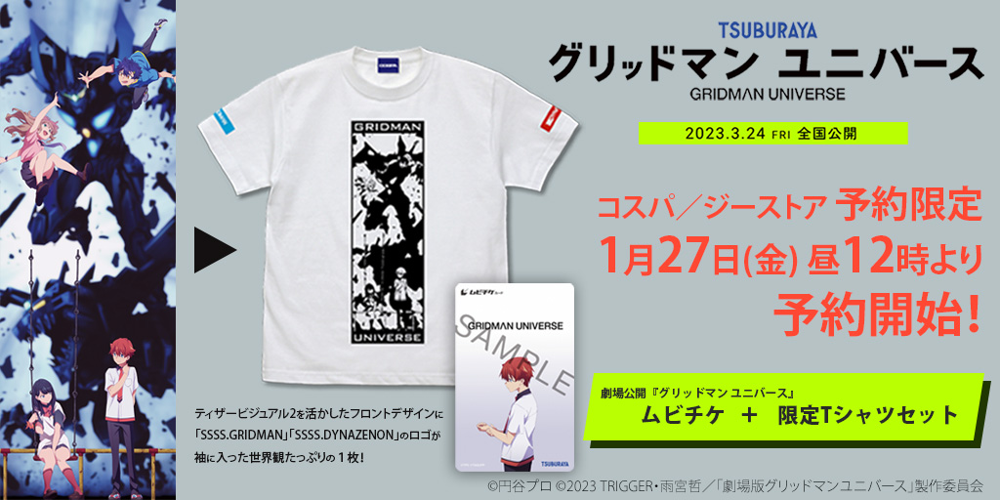 TSUBURAYA
グリッドマン ユニバース
GRIDMAN UNIVERSE
2023.3.24 FRI 全国公開
コスパ／ジーストア 予約限定
1月27日(金) 昼12時より
予約開始！
劇場公開『グリッドマン ユニバース』
ムビチケ ＋ 限定Tシャツセット
GRIDMAN
UNIVERSE
ムビチケ
GRIDMAN UNIVERSE
SAMPLE
TSUBURAYA
ティザービジュアル2を活かしたフロントデザインに
「SSSS.GRIDMAN」「SSSS.DYNAZENON」のロゴが
袖に入った世界観たっぷりの１枚！
©円谷プロ ©2023 TRIGGER・雨宮哲／「劇場版グリッドマンユニバース」製作委員会